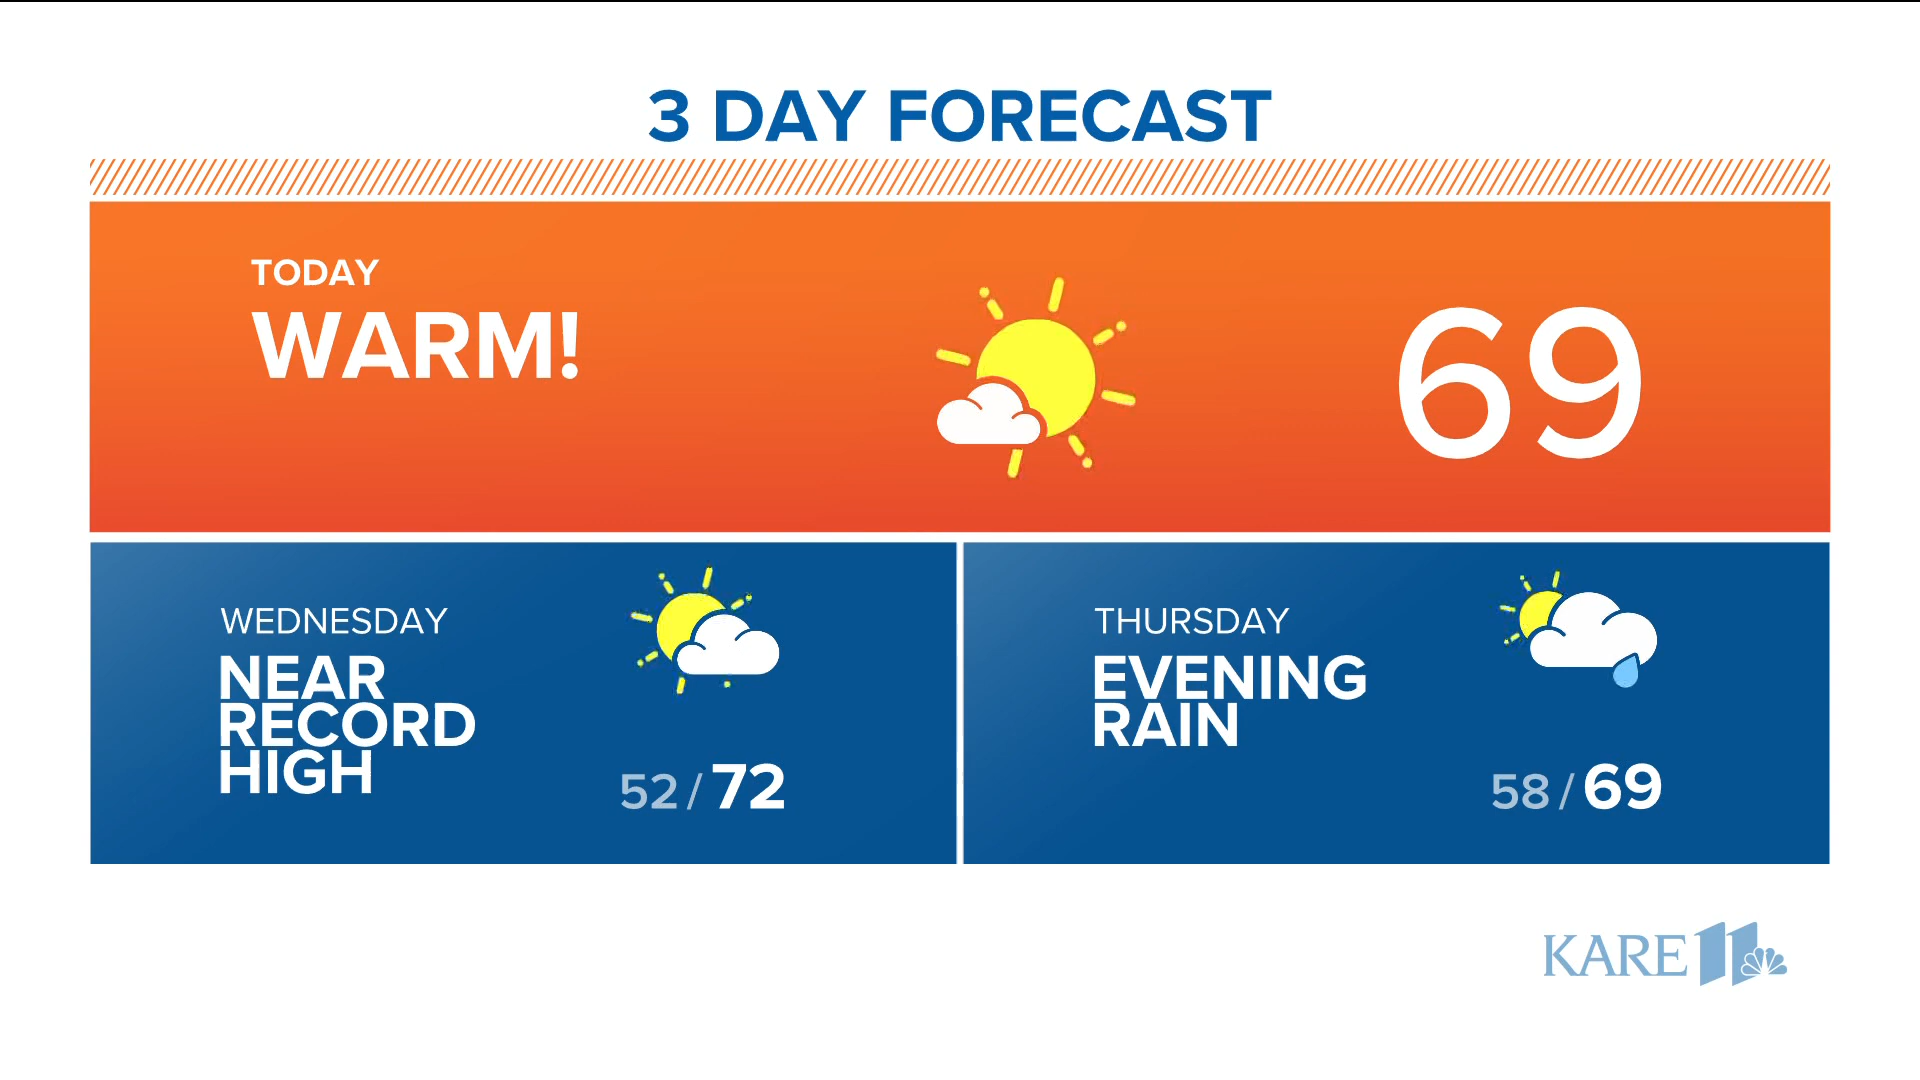 3 DAY FORECAST
TODAY
WARM!
69
WEDNESDAY
NEAR
RECORD
HIGH
52 / 72
THURSDAY
EVENING
RAIN
58 / 69
KARE 11